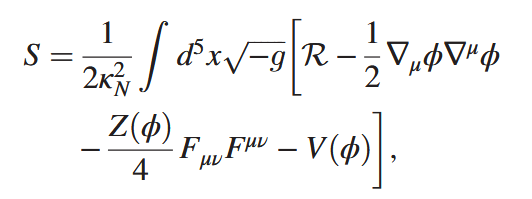 S = \frac{1}{2\kappa_N^2} \int d^5x \sqrt{-g} \Big[ \mathcal{R} - \frac{1}{2} \nabla_\mu \phi \nabla^\mu \phi
- \frac{Z(\phi)}{4} F_{\mu\nu} F^{\mu\nu} - V(\phi) \Big],